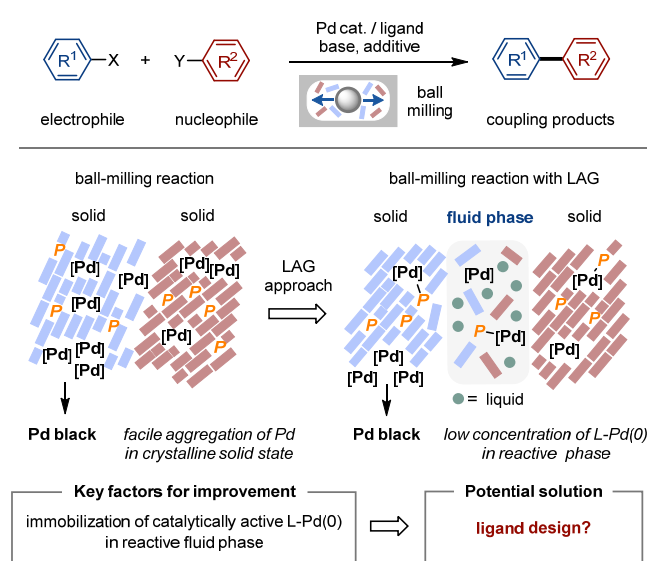 Pd cat. / ligand
base, additive
R1 X + Y R2
R1 R2
ball
milling
electrophile nucleophile coupling products
ball-milling reaction
ball-milling reaction with LAG
solid solid
solid fluid phase solid
P [Pd] [Pd] [Pd] [Pd] P P [Pd] P P [Pd] P [Pd] [Pd] P [Pd]
LAG
approach
[Pd] P P [Pd] P [Pd] P [Pd] P P P [Pd] [Pd] [Pd] [Pd]
= liquid
Pd black
facile aggregation of Pd
in crystalline solid state
Pd black
low concentration of L-Pd(0)
in reactive phase
Key factors for improvement
immobilization of catalytically active L-Pd(0)
in reactive fluid phase
Potential solution
ligand design?